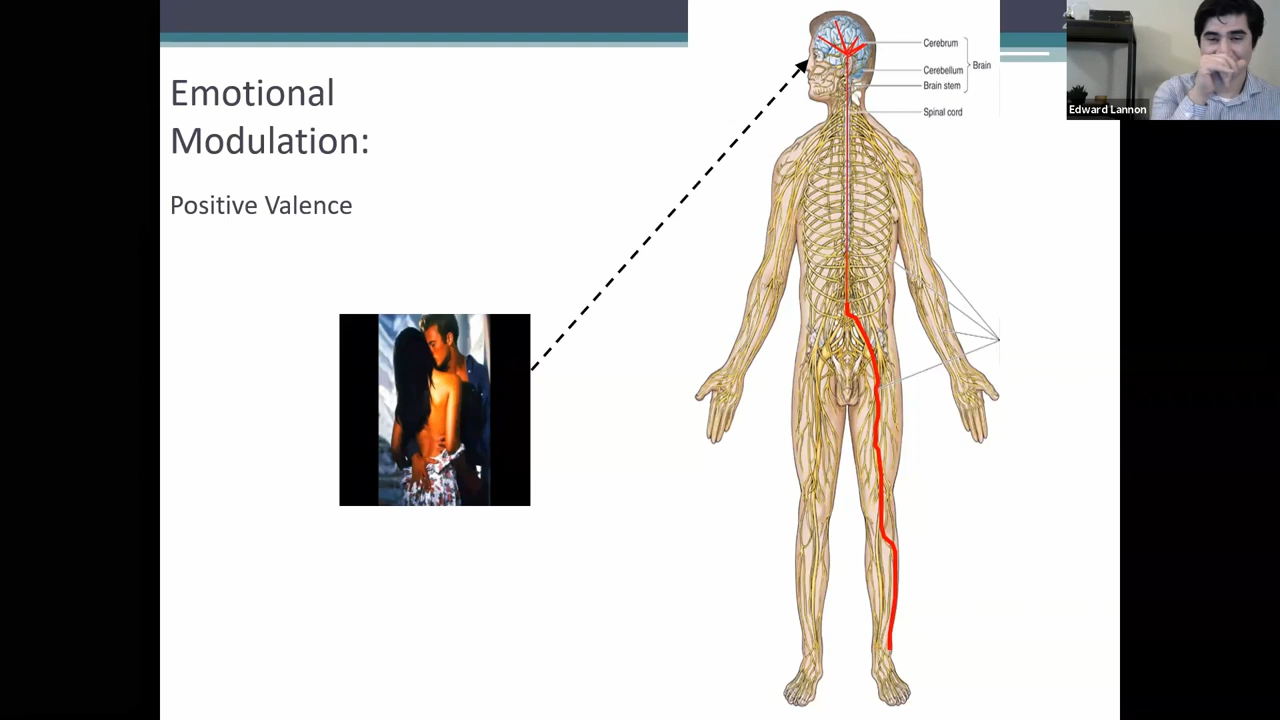 Emotional
Modulation:
Positive Valence
Cerebrum
Cerebellum
Brain
Brain stem
Spinal cord
Edward Lannon